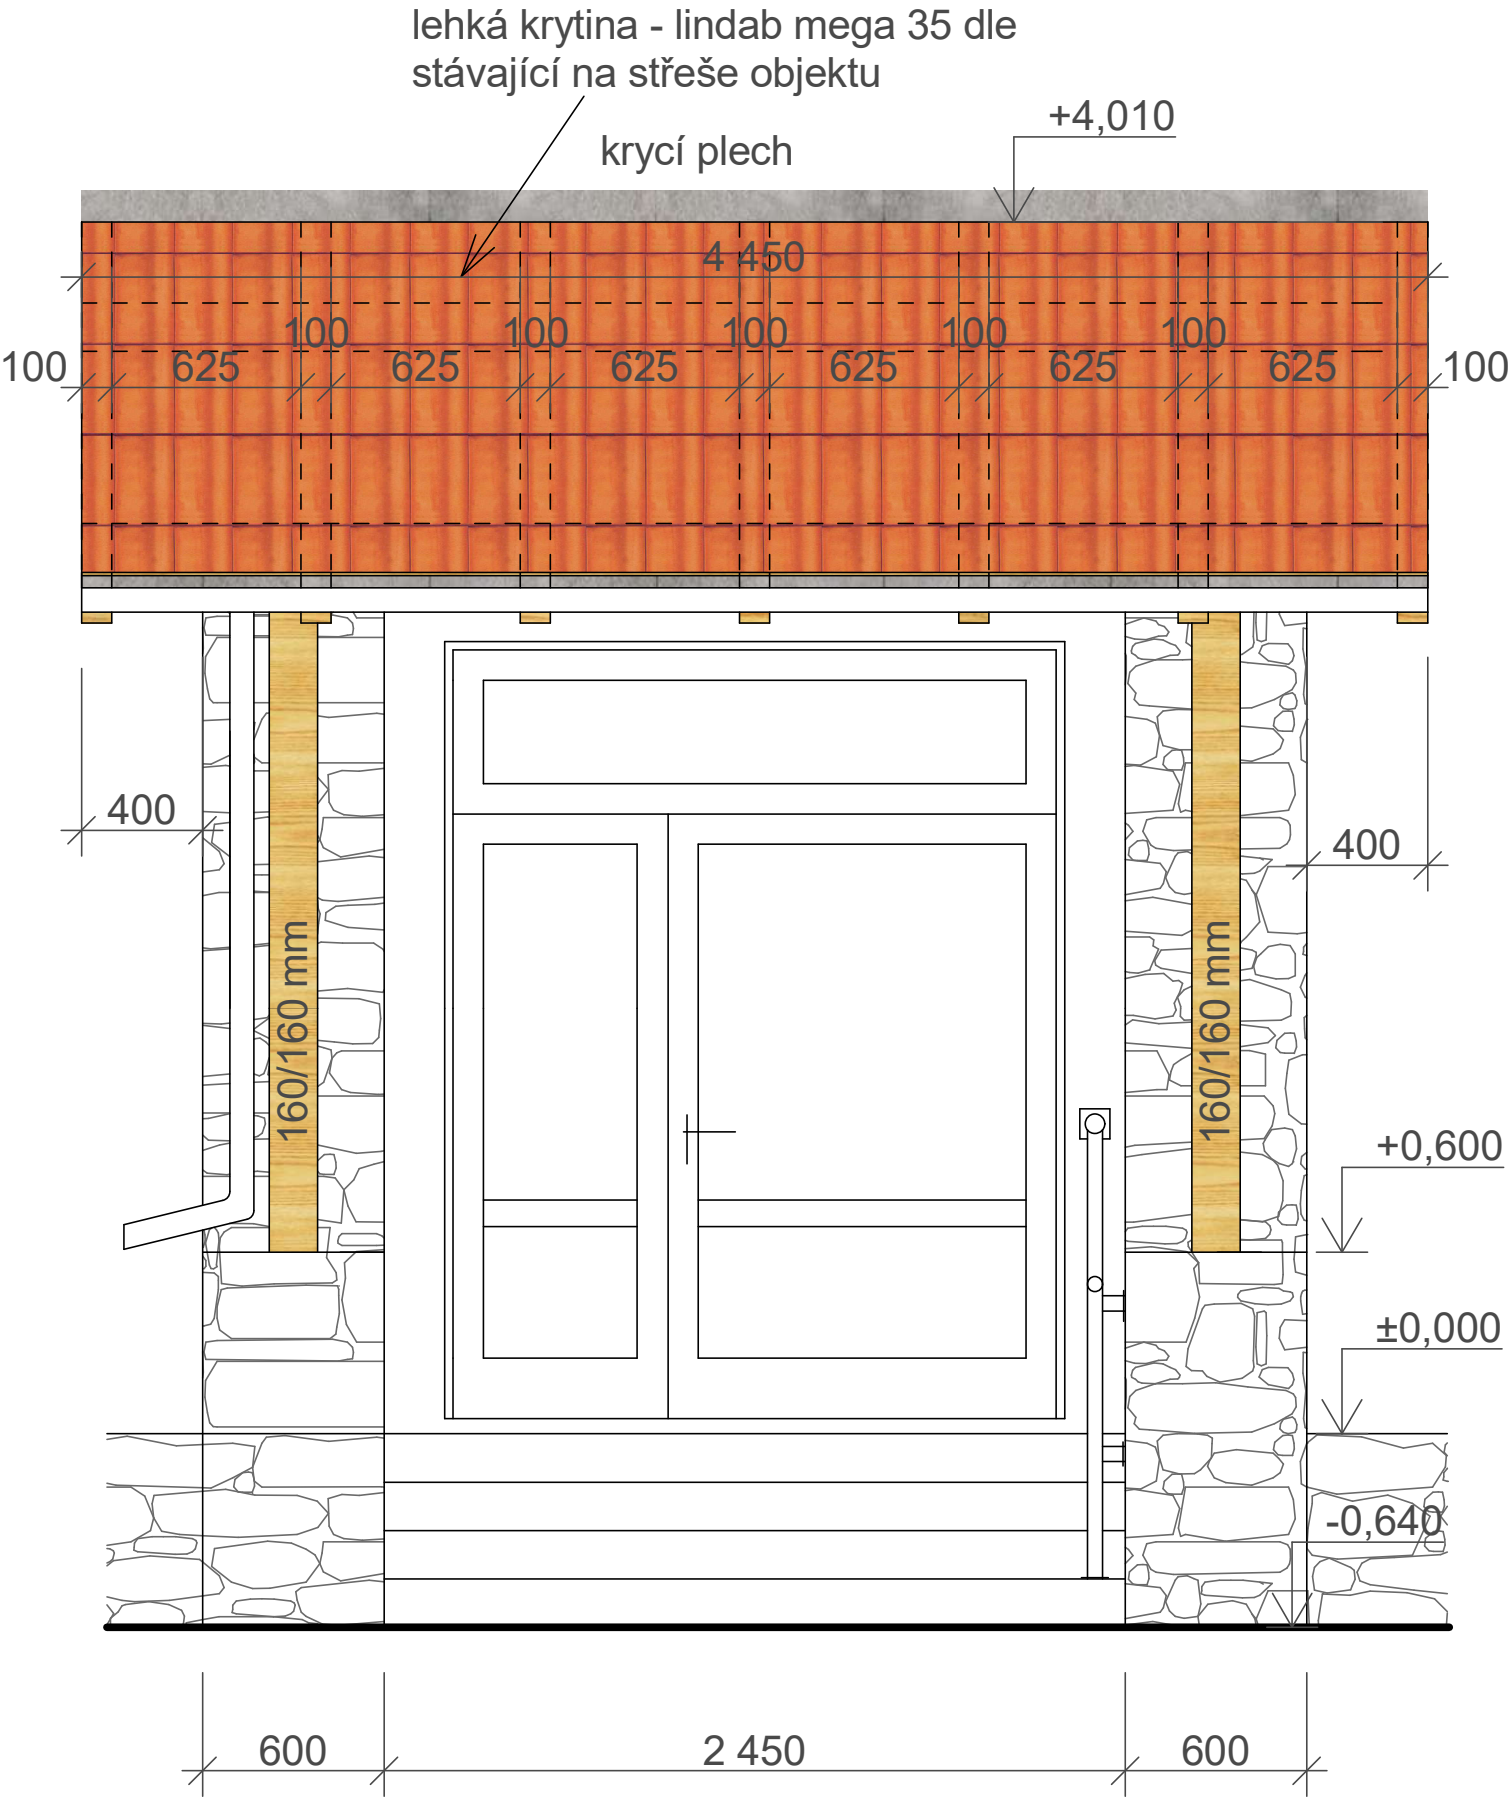 lehká krytina - lindab mega 35 dle
stávající na střeše objektu
+4,010
krycí plech
4 450
100 100 100 100 100
100 625 625 625 625 625 625 100
400
400
160/160 mm
160/160 mm
+0,600
±0,000
-0,640
600 2 450 600